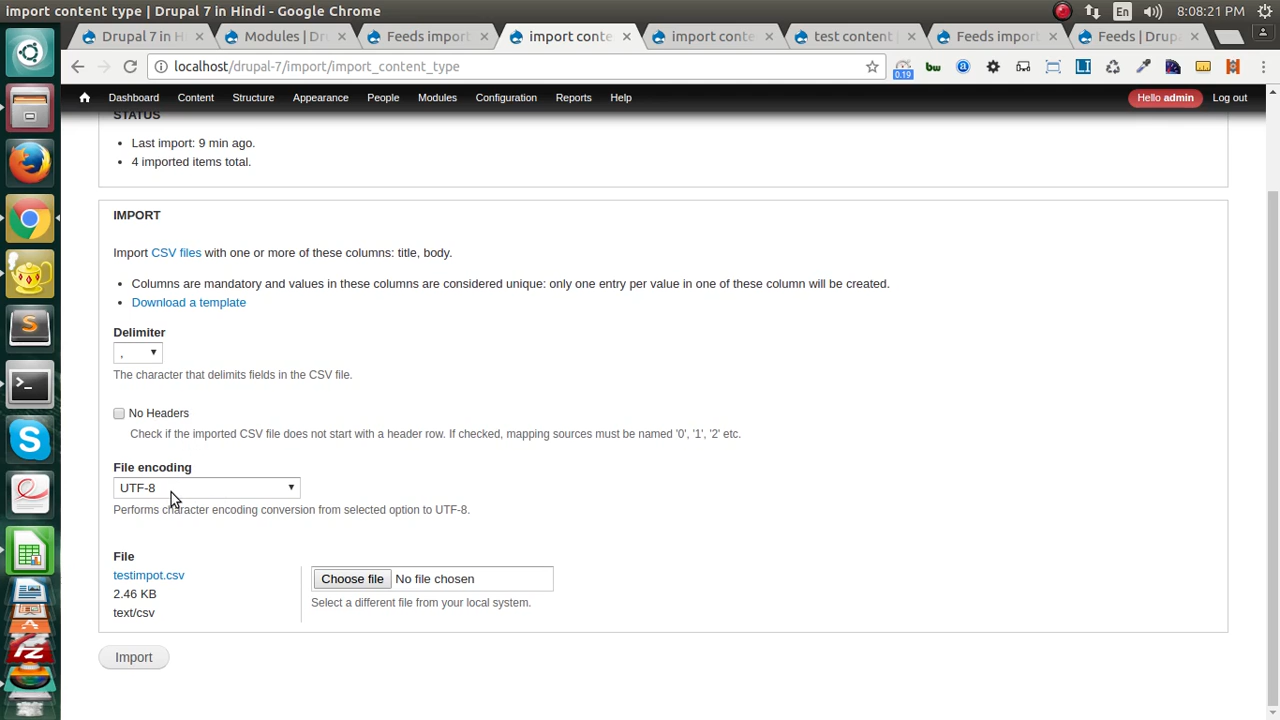 import content type | Drupal 7 in Hindi - Google Chrome
En
8:08:21 PM
Drupal 7 in H
Modules | Dr
Feeds import
import conte
import conte
test content
Feeds import
Feeds | Drupa
localhost/drupal-7/import/import_content_type
0.19
bw
Dashboard
Content
Structure
Appearance
People
Modules
Configuration
Reports
Help
Hello admin
Log out
STATUS
Last import: 9 min ago.
4 imported items total.
IMPORT
Import CSV files with one or more of these columns: title, body.
Columns are mandatory and values in these columns are considered unique: only one entry per value in one of these column will be created.
Download a template
Delimiter
,
The character that delimits fields in the CSV file.
No Headers
Check if the imported CSV file does not start with a header row. If checked, mapping sources must be named '0', '1', '2' etc.
File encoding
UTF-8
Performs character encoding conversion from selected option to UTF-8.
File
testimpot.csv
2.46 KB
text/csv
Choose file No file chosen
Select a different file from your local system.
Import